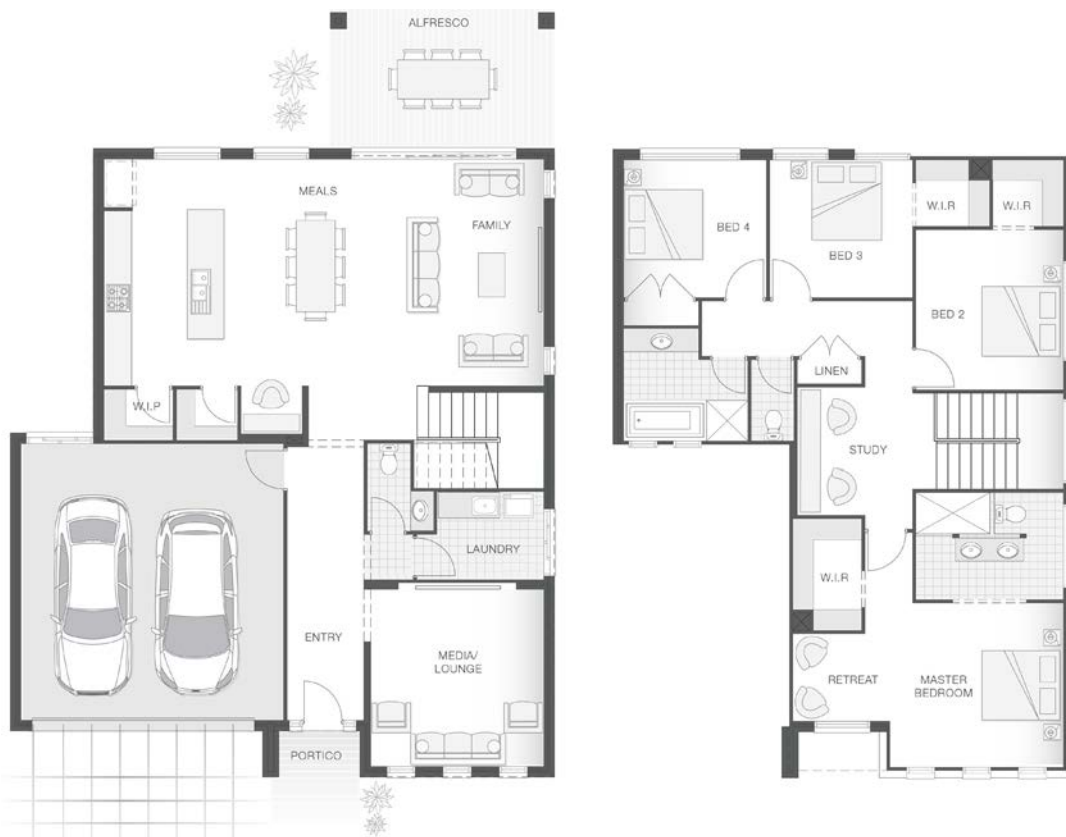 ALFRESCO
MEALS
FAMILY
W.I.P
LAUNDRY
ENTRY
MEDIA/
LOUNGE
PORTICO
BED 4
BED 3
W.I.R
W.I.R
BED 2
LINEN
STUDY
W.I.R
RETREAT
MASTER
BEDROOM